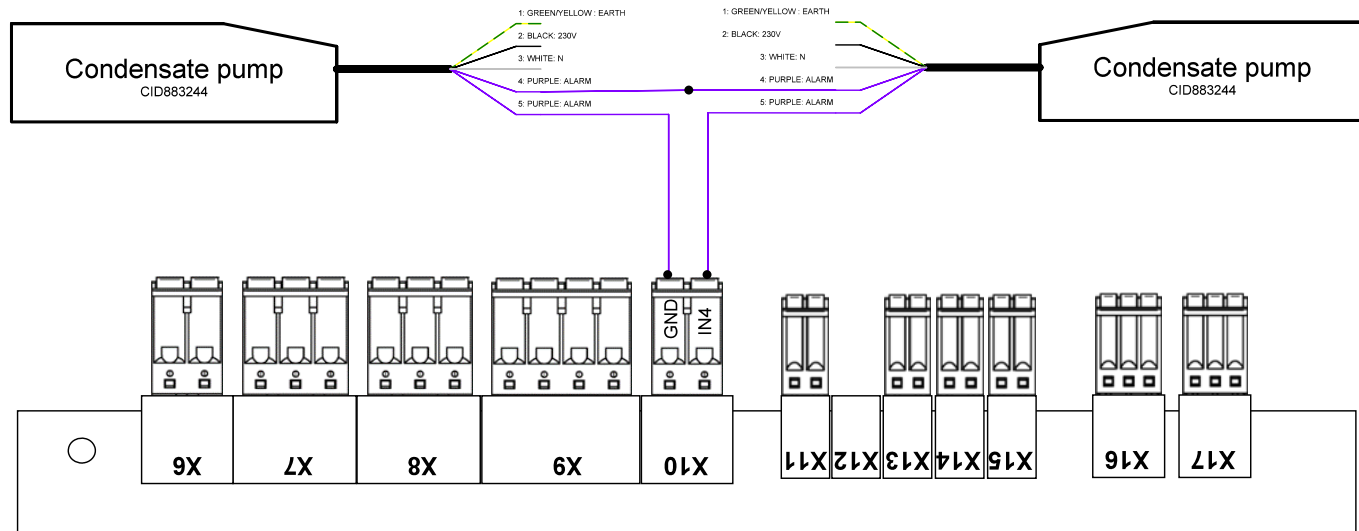 1: GREEN/YELLOW : EARTH
2: BLACK: 230V
3: WHITE: N
4: PURPLE: ALARM
5: PURPLE: ALARM
1: GREEN/YELLOW : EARTH
2: BLACK: 230V
3: WHITE: N
4: PURPLE: ALARM
5: PURPLE: ALARM
Condensate pump
CID883244
Condensate pump
CID883244
GND
IN4
X6
X7
X8
X9
X10
X11
X12
X13
X14
X15
X16
X17